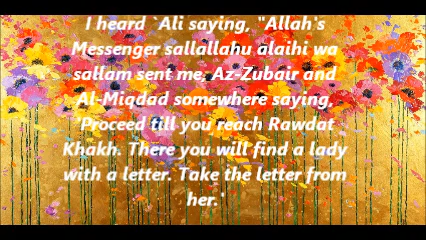 I heard `Ali saying, "Allah's
Messenger sallallahu alaihi wa
sallam sent me, Az-Zubair and
Al-Miqdad somewhere saying,
'Proceed till you reach Rawdat
Khakh. There you will find a lady
with a letter. Take the letter from
her.'